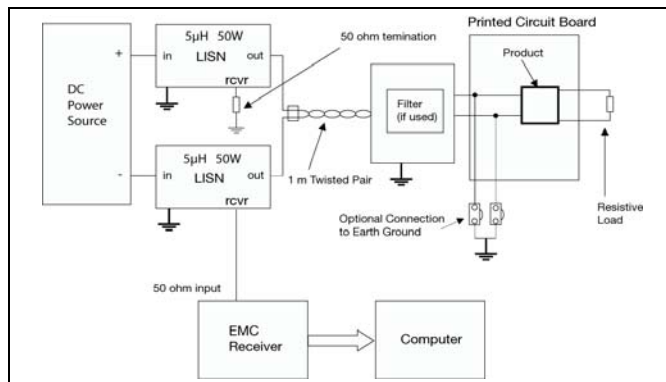 Printed Circuit Board
5µH 50W
LISN
in
out
rcvr
50 ohm temination
Product
+
DC
Power
Source
-
Filter
(if used)
5µH 50W
LISN
in
out
rcvr
1 m Twisted Pair
Optional Connection
to Earth Ground
Resistive
Load
50 ohm input
EMC
Receiver
Computer